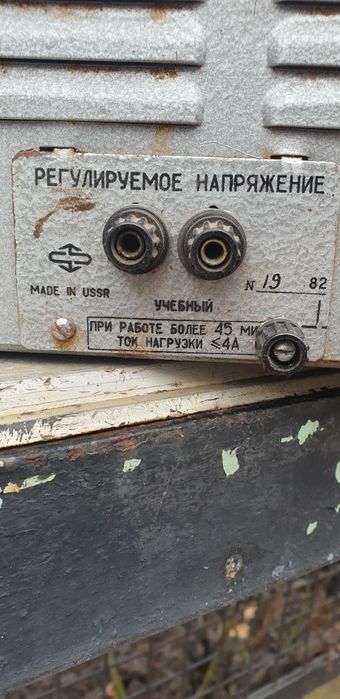 РЕГУЛИРУЕМОЕ НАПРЯЖЕНИЕ
N 19 82
MADE IN USSR
УЧЕБНЫЙ
ПРИ РАБОТЕ БОЛЕЕ 45 МИ
ТОК НАГРУЗКИ ≤4А